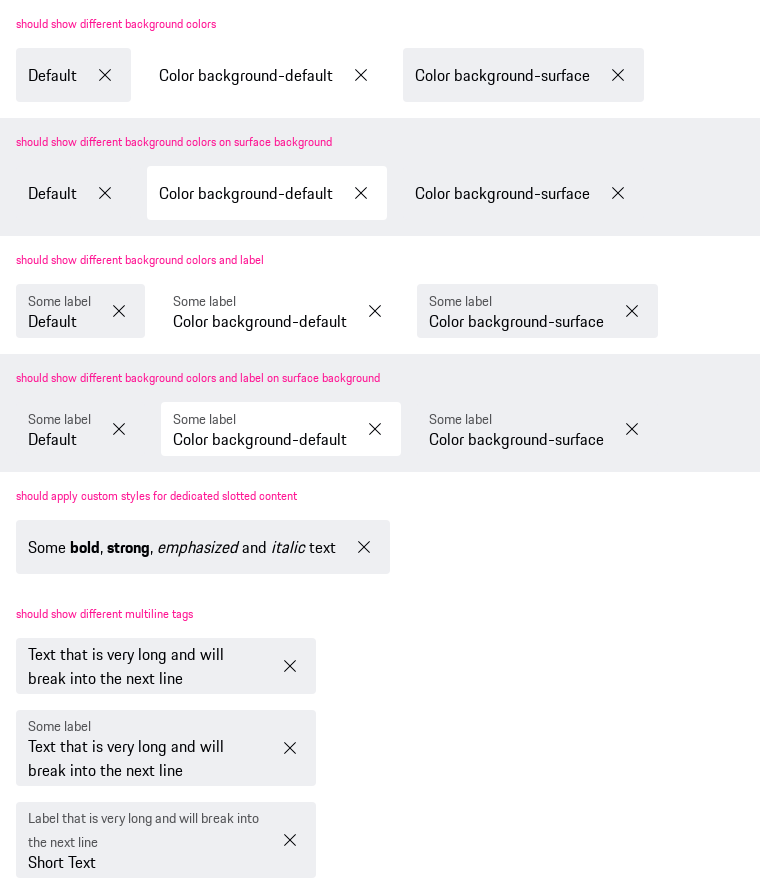 should show different background colors
Default Color background-default Color background-surface
should show different background colors on surface background
Default Color background-default Color background-surface
should show different background colors and label
Some label Some label Some label
Default Color background-default Color background-surface
should show different background colors and label on surface background
Some label Some label Some label
Default Color background-default Color background-surface
should apply custom styles for dedicated slotted content
Some bold, strong, emphasized and italic text
should show different multiline tags
Text that is very long and will
break into the next line
Some label
Text that is very long and will
break into the next line
Label that is very long and will break into
the next line
Short Text